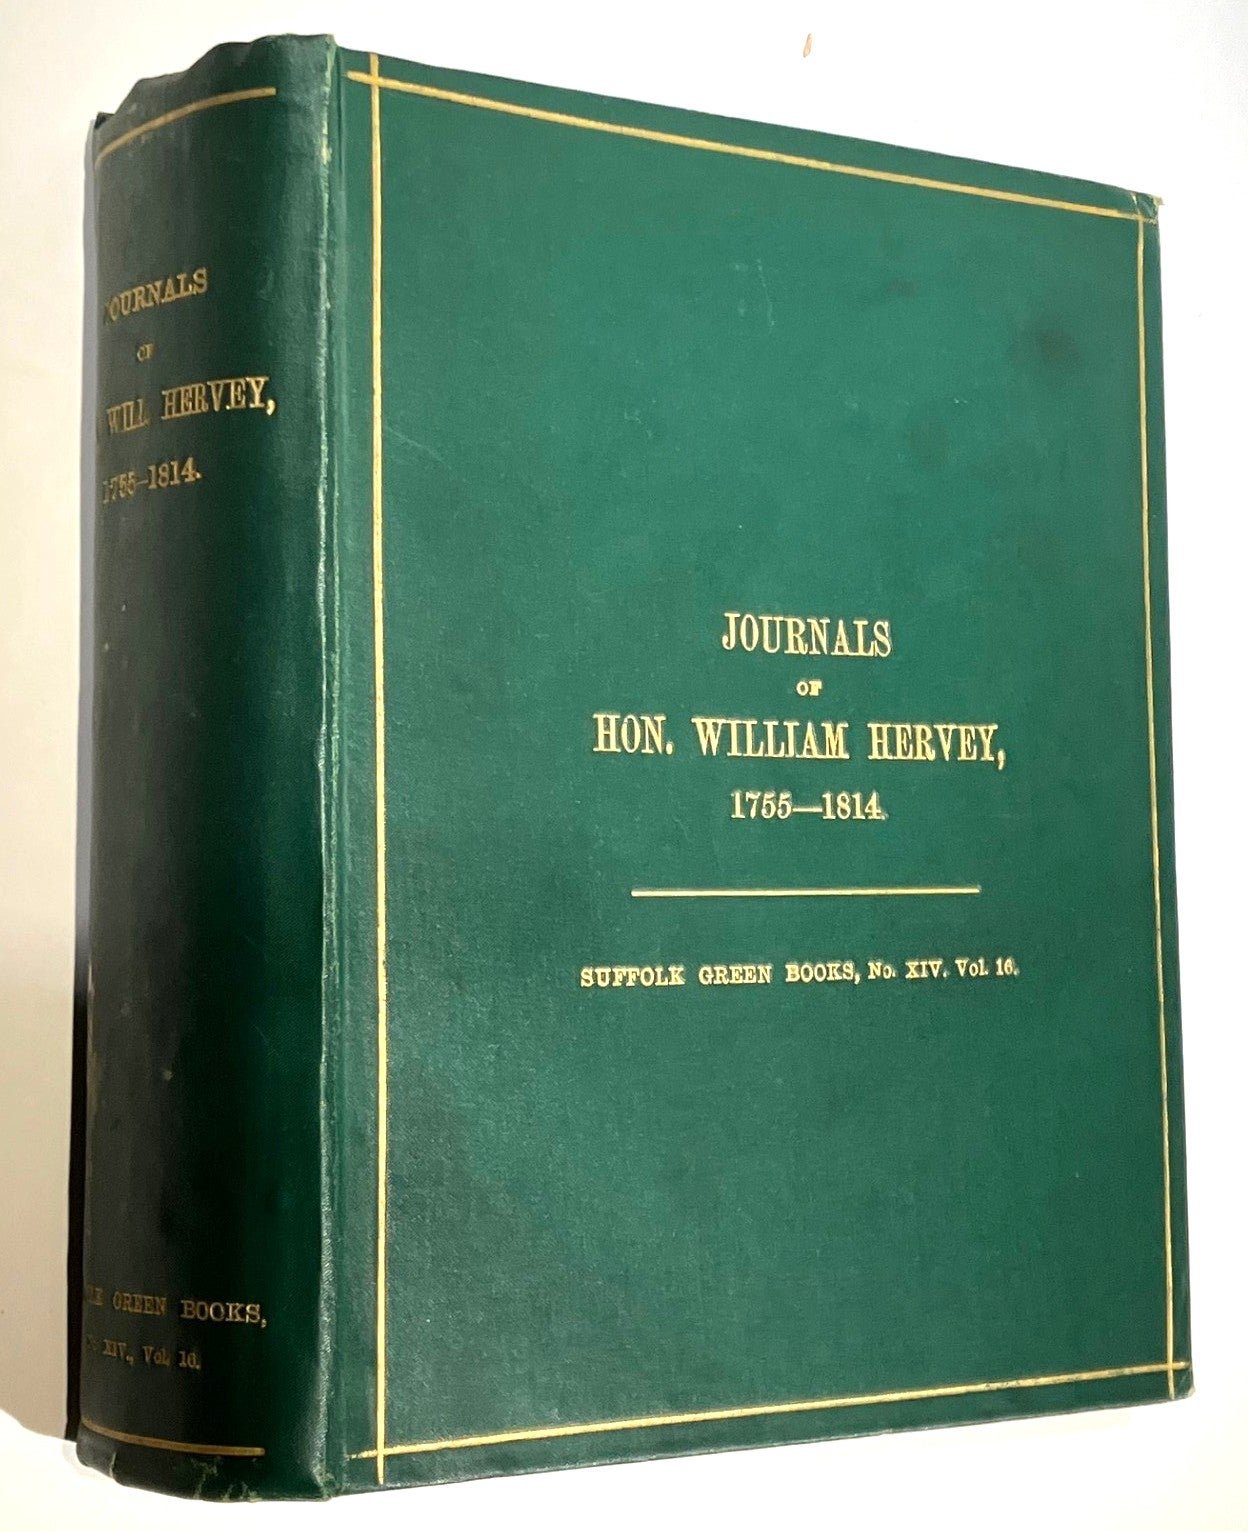 JOURNALS
OF
WILL. HERVEY,
1755—1814.
GREEN BOOKS,
XIV., Vol. 16.
JOURNALS
OF
HON. WILLIAM HERVEY,
1755—1814.
SUFFOLK GREEN BOOKS, No. XIV. Vol. 16.